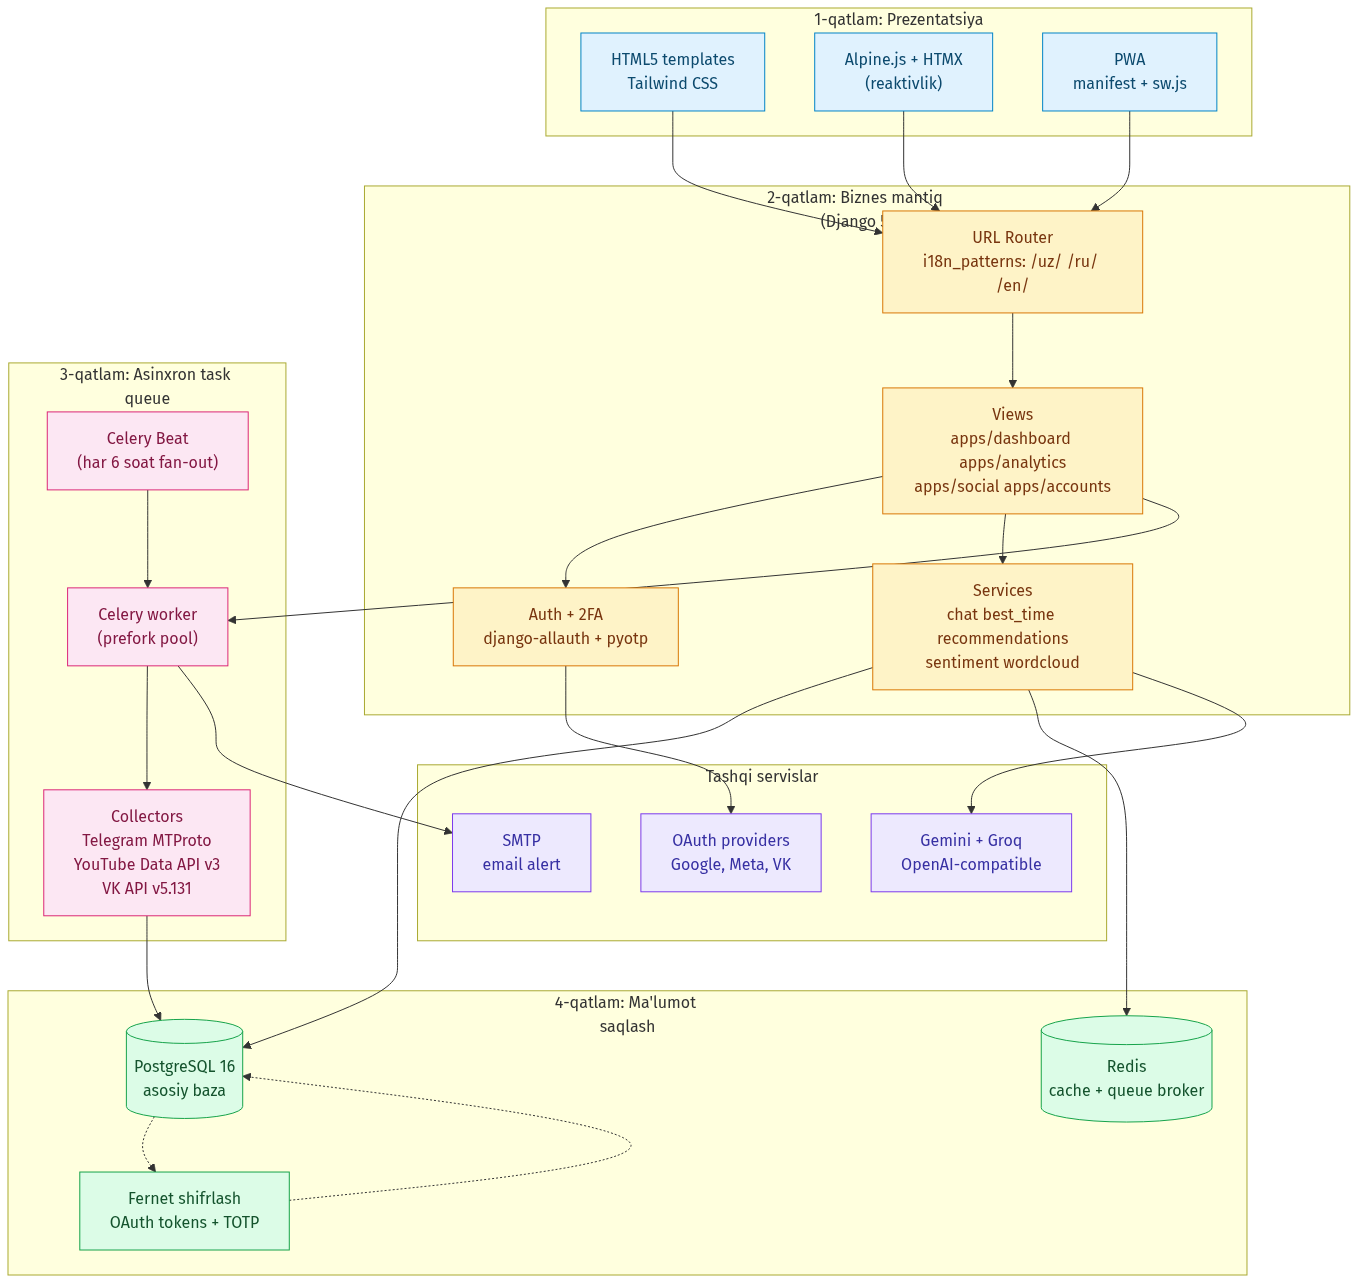 1-qatlam: Prezentatsiya
HTML5 templates
Tailwind CSS
Alpine.js + HTMX
(reaktivlik)
PWA
manifest + sw.js
2-qatlam: Biznes mantiq
(Django
URL Router
i18n_patterns: /uz/ /ru/
/en/
Views
apps/dashboard
apps/analytics
apps/social apps/accounts
3-qatlam: Asinxron task
queue
Celery Beat
(har 6 soat fan-out)
Celery worker
(prefork pool)
Auth + 2FA
django-allauth + pyotp
Services
chat best_time
recommendations
sentiment wordcloud
Collectors
Telegram MTProto
YouTube Data API v3
VK API v5.131
Tashqi servislar
SMTP
email alert
OAuth providers
Google, Meta, VK
Gemini + Groq
OpenAI-compatible
4-qatlam: Ma'lumot
saqlash
PostgreSQL 16
asosiy baza
Redis
cache + queue broker
Fernet shifrlash
OAuth tokens + TOTP